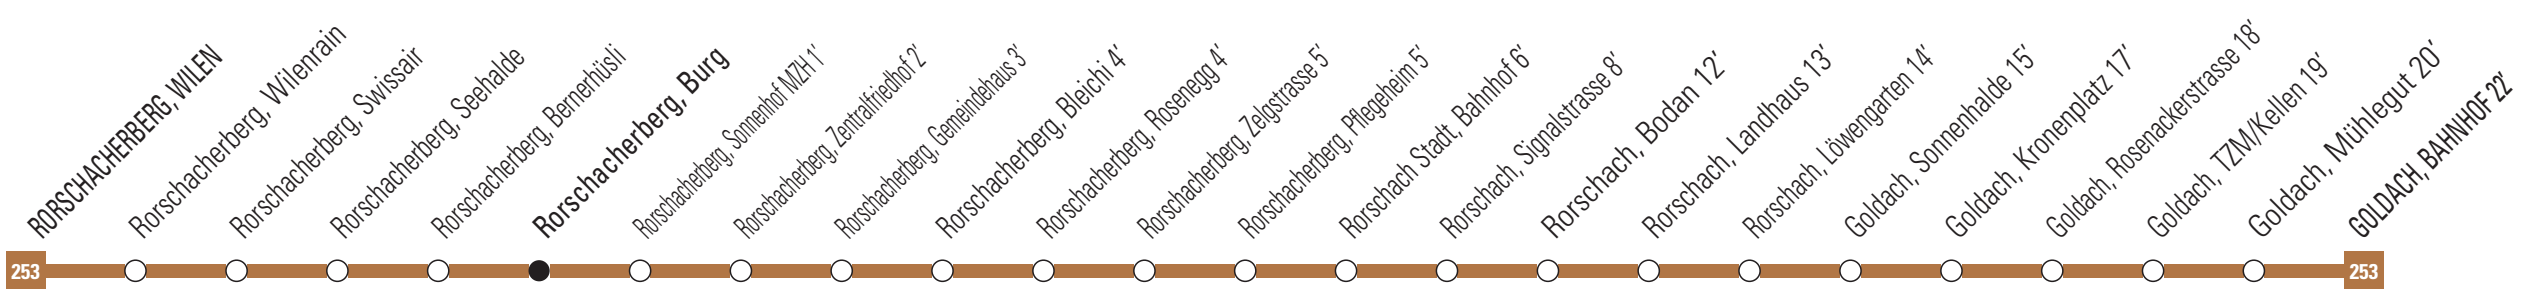 RORSCHACHERBERG, WILEN
Rorschacherberg, Wilenrain
Rorschacherberg, Swissair
Rorschacherberg, Seehalde
Rorschacherberg, Bernerhüsli
Rorschacherberg, Burg
Rorschacherberg, Sonnenhof MZH 1'
Rorschacherberg, Zentralfriedhof 2'
Rorschacherberg, Gemeindehaus 3'
Rorschacherberg, Bleichi 4'
Rorschacherberg, Rosenegg 4'
Rorschacherberg, Zelgstrasse 5'
Rorschacherberg, Pflegeheim 5'
Rorschach Stadt, Bahnhof 6'
Rorschach, Signalstrasse 8'
Rorschach, Bodan 12'
Rorschach, Landhaus 13'
Rorschach, Löwengarten 14'
Goldach, Sonnenhalde 15'
Goldach, Kronenplatz 17'
Goldach, Rosenackerstrasse 18'
Goldach, TZM/Kellen 19'
Goldach, Mühlegut 20'
GOLDACH, BAHNHOF 22'
253
253